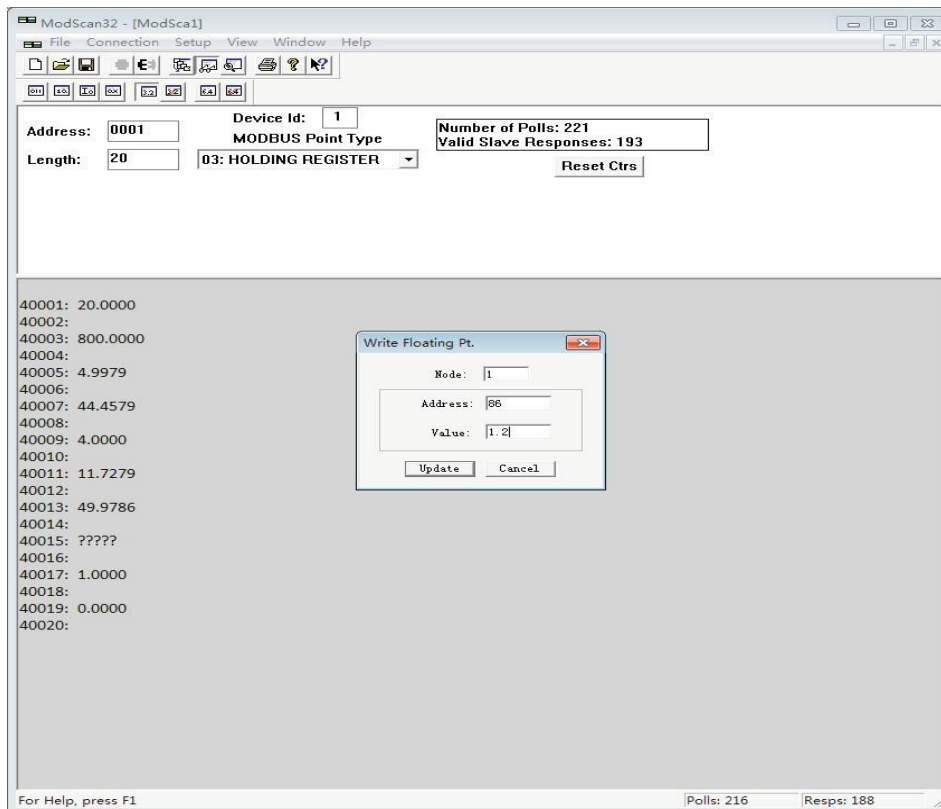 ModScan32 - [ModSca1]
File Connection Setup View Window Help
Address: 0001
Device Id: 1
MODBUS Point Type
Length: 20
03: HOLDING REGISTER
Number of Polls: 221
Valid Slave Responses: 193
Reset Ctrs
40001: 20.0000
40002:
40003: 800.0000
40004:
40005: 4.9979
40006:
40007: 44.4579
40008:
40009: 4.0000
40010:
40011: 11.7279
40012:
40013: 49.9786
40014:
40015: ?????
40016:
40017: 1.0000
40018:
40019: 0.0000
40020:
Write Floating Pt.
Node: 1
Address: 86
Value: 1.2
Update Cancel
For Help, press F1
Polls: 216
Resps: 188